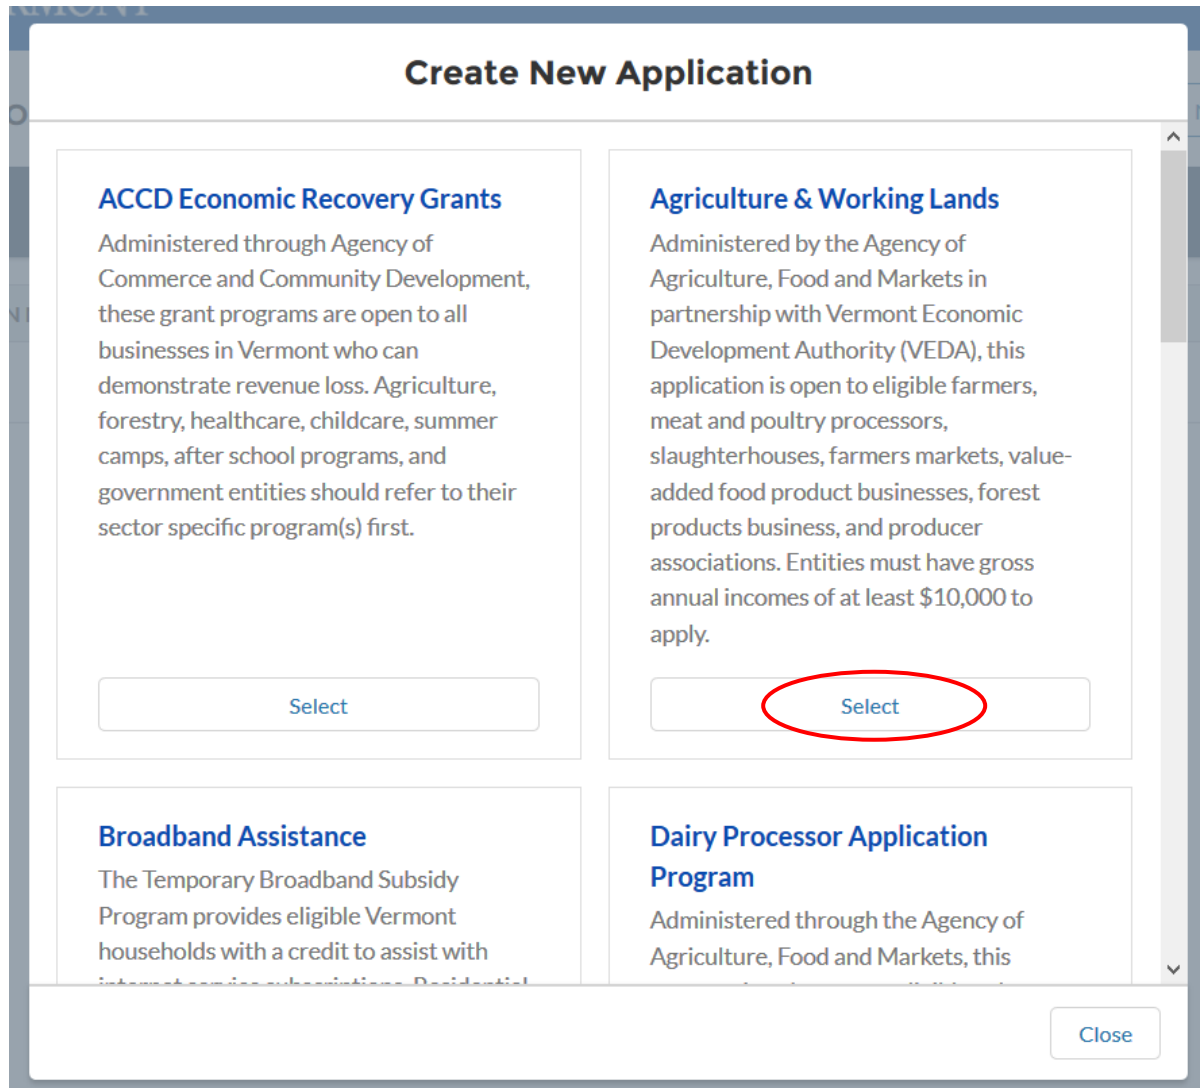 Create New Application
ACCD Economic Recovery Grants
Administered through Agency of
Commerce and Community Development,
these grant programs are open to all
businesses in Vermont who can
demonstrate revenue loss. Agriculture,
forestry, healthcare, childcare, summer
camps, after school programs, and
government entities should refer to their
sector specific program(s) first.
Select
Agriculture & Working Lands
Administered by the Agency of
Agriculture, Food and Markets in
partnership with Vermont Economic
Development Authority (VEDA), this
application is open to eligible farmers,
meat and poultry processors,
slaughterhouses, farmers markets, value-
added food product businesses, forest
products business, and producer
associations. Entities must have gross
annual incomes of at least $10,000 to
apply.
Select
Broadband Assistance
The Temporary Broadband Subsidy
Program provides eligible Vermont
households with a credit to assist with
internet service subscriptions. Residential
Dairy Processor Application
Program
Administered through the Agency of
Agriculture, Food and Markets, this
Close